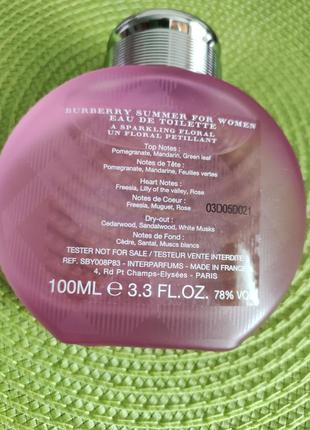 BURBERRY SUMMER FOR WOMEN
EAU DE TOILETTE
A SPARKLING FLORAL
UN FLORAL PETILLANT
Top Notes :
Pomegranate, Mandarin, Green leaf
Notes de Tête :
Pomegranate, Mandarine, Feuilles vertes
Heart Notes :
Freesia, Lilly of the valley, Rose
Notes de Coeur :
Freesia, Muguet, Rose
03D05D021
Dry-out :
Cedarwood, Sandalwood, White Musks
Notes de Fond :
Cèdre, Santal, Muscs blancs
TESTER NOT FOR SALE / TESTEUR VENTE INTERDITE
REF. SBY008P83 - INTERPARFUMS - MADE IN FRANCE
4, Rd Pt Champs-Elysées - PARIS
100ML e 3.3 FL.OZ. 78% VOL